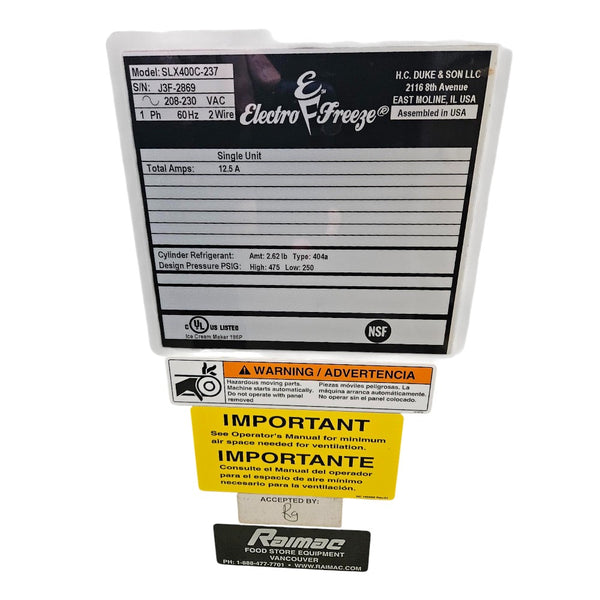 Model: SLX400C-237
S/N: J3F-2869
208-230 VAC
1 Ph 60Hz 2 Wire
E
Electro Freeze®
H.C. DUKE & SON LLC
2116 8th Avenue
EAST MOLINE, IL USA
Assembled in USA
Single Unit
Total Amps: 12.5 A
Cylinder Refrigerant: Amt: 2.62 lb Type: 404a
Design Pressure PSIG: High: 475 Low: 250
C UL US LISTED
Ice Cream Maker 196P
NSF
WARNING / ADVERTENCIA
Hazardous moving parts.
Machine starts automatically.
Do not operate with panel
removed
Piezas móviles peligrosas. La
máquina arranca automáticamente.
No operar sin el panel colocado.
IMPORTANT
See Operator's Manual for minimum
air space needed for ventilation.
IMPORTANTE
Consulte el Manual del operador
para el espacio de aire mínimo
necesario para la ventilación.
ACCEPTED BY:
Rg
Raimac
FOOD STORE EQUIPMENT
VANCOUVER
PH: 1-888-477-7701 • WWW.RAIMAC.COM